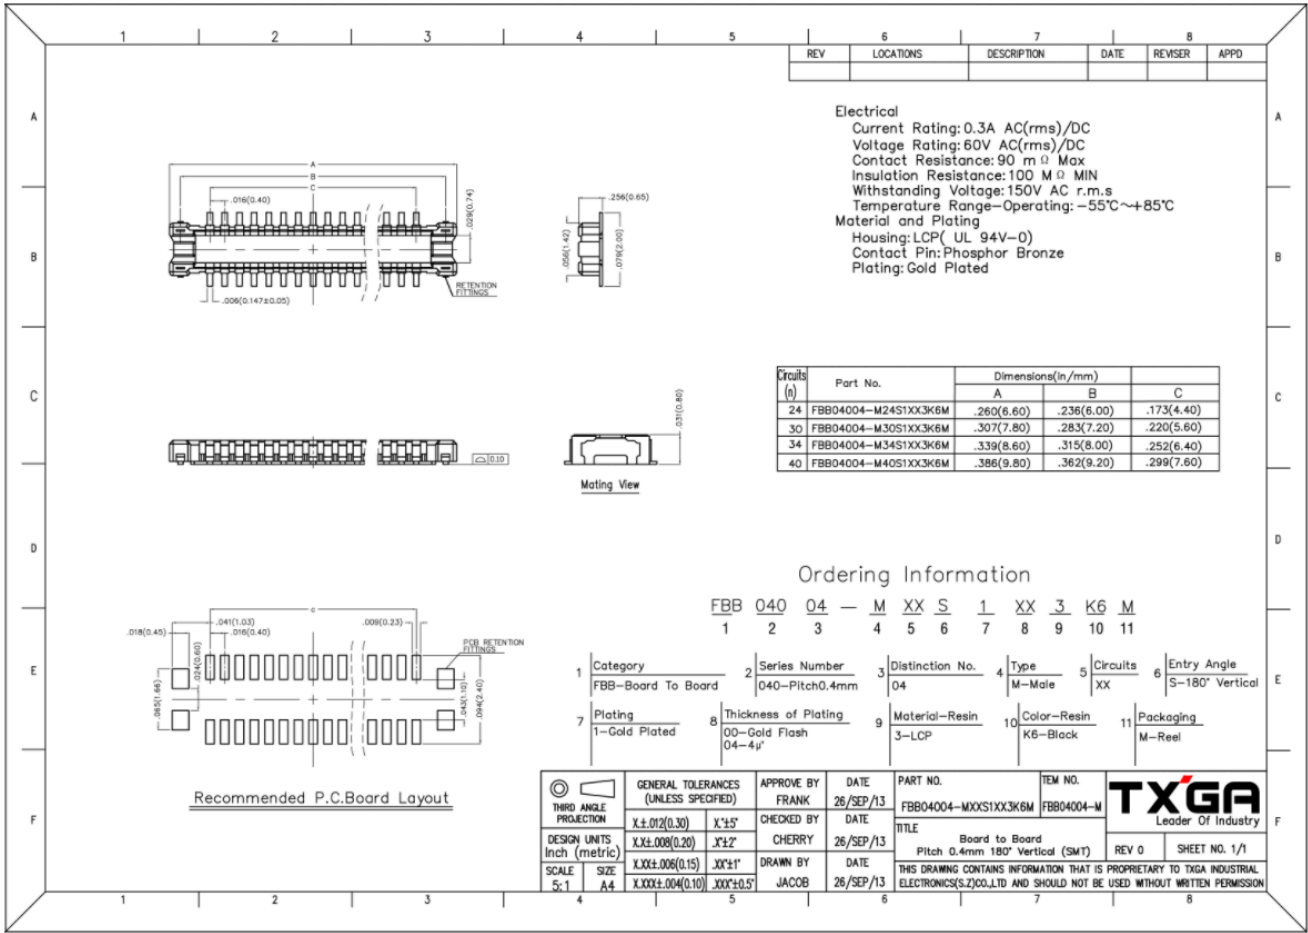 1 2 3 4 5 6 7 8
REV LOCATIONS DESCRIPTION DATE REVISER APPD
A A
Electrical
Current Rating:0.3A AC(rms)/DC
Voltage Rating:60V AC(rms)/DC
Contact Resistance:90 mΩ Max
Insulation Resistance:100 MΩ MIN
Withstanding Voltage:150V AC r.m.s
Temperature Range-Operating:-55℃~+85℃
Material and Plating
Housing:LCP( UL 94V-0)
Contact Pin:Phosphor Bronze
Plating:Gold Plated
A
B
C
.016(0.40)
.029(0.74)
.006(0.147±0.05)
RETENTION
FITTINGS
.256(0.65)
.056(1.42)
.079(2.00)
B B
C C
.031(0.80)
0.10
Mating View
Circuits
(n) Part No. Dimensions(in/mm)
A B C
24 FBB04004-M24S1XX3K6M .260(6.60) .236(6.00) .173(4.40)
30 FBB04004-M30S1XX3K6M .307(7.80) .283(7.20) .220(5.60)
34 FBB04004-M34S1XX3K6M .339(8.60) .315(8.00) .252(6.40)
40 FBB04004-M40S1XX3K6M .386(9.80) .362(9.20) .299(7.60)
D D
C
.041(1.03)
.009(0.23)
.018(0.45)
.016(0.40)
.024(0.60)
.065(1.66)
.043(1.10)
.094(2.40)
PCB RETENTION
FITTINGS
Recommended P.C.Board Layout
Ordering Information
FBB 040 04 - M XX S 1 XX 3 K6 M
1 2 3 4 5 6 7 8 9 10 11
1 Category
FBB-Board To Board
2 Series Number
040-Pitch0.4mm
3 Distinction No.
04
4 Type
M-Male
5 Circuits
XX
6 Entry Angle
S-180° Vertical
7 Plating
1-Gold Plated
8 Thickness of Plating
00-Gold Flash
04-4μ"
9 Material-Resin
3-LCP
10 Color-Resin
K6-Black
11 Packaging
M-Reel
E E
F F
THIRD ANGLE
PROJECTION
DESIGN UNITS
Inch (metric)
SCALE SIZE
5:1 A4
GENERAL TOLERANCES
(UNLESS SPECIFIED)
X.±.012(0.30) X.°±5°
X.X±.008(0.20) .X°±2°
X.XX±.006(0.15) .XX°±1°
X.XXX±.004(0.10) .XXX°±0.5°
APPROVE BY DATE
FRANK 26/SEP/13
CHECKED BY DATE
CHERRY 26/SEP/13
DRAWN BY DATE
JACOB 26/SEP/13
PART NO. TEM NO.
FBB04004-MXXS1XX3K6M FBB04004-M
TITLE
Board to Board
Pitch 0.4mm 180° Vertical (SMT)
TXGA
Leader Of Industry
REV 0 SHEET NO. 1/1
THIS DRAWING CONTAINS INFORMATION THAT IS PROPRIETARY TO TXGA INDUSTRIAL
ELECTRONICS(S.Z)CO.,LTD AND SHOULD NOT BE USED WITHOUT WRITTEN PERMISSION
1 2 3 4 5 6 7 8